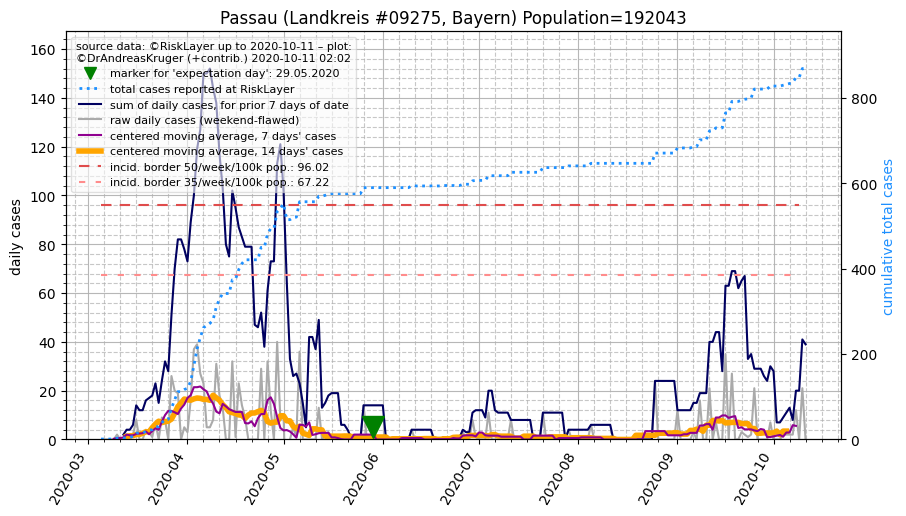 Passau (Landkreis #09275, Bayern) Population=192043
source data: ©RiskLayer up to 2020-10-11 – plot:
©DrAndreasKruger (+contrib.) 2020-10-11 02:02
marker for 'expectation day': 29.05.2020
total cases reported at RiskLayer
sum of daily cases, for prior 7 days of date
raw daily cases (weekend-flawed)
centered moving average, 7 days' cases
centered moving average, 14 days' cases
incid. border 50/week/100k pop.: 96.02
incid. border 35/week/100k pop.: 67.22
daily cases
160
140
120
100
80
60
40
20
0
cumulative total cases
800
600
400
200
0
2020-03
2020-04
2020-05
2020-06
2020-07
2020-08
2020-09
2020-10